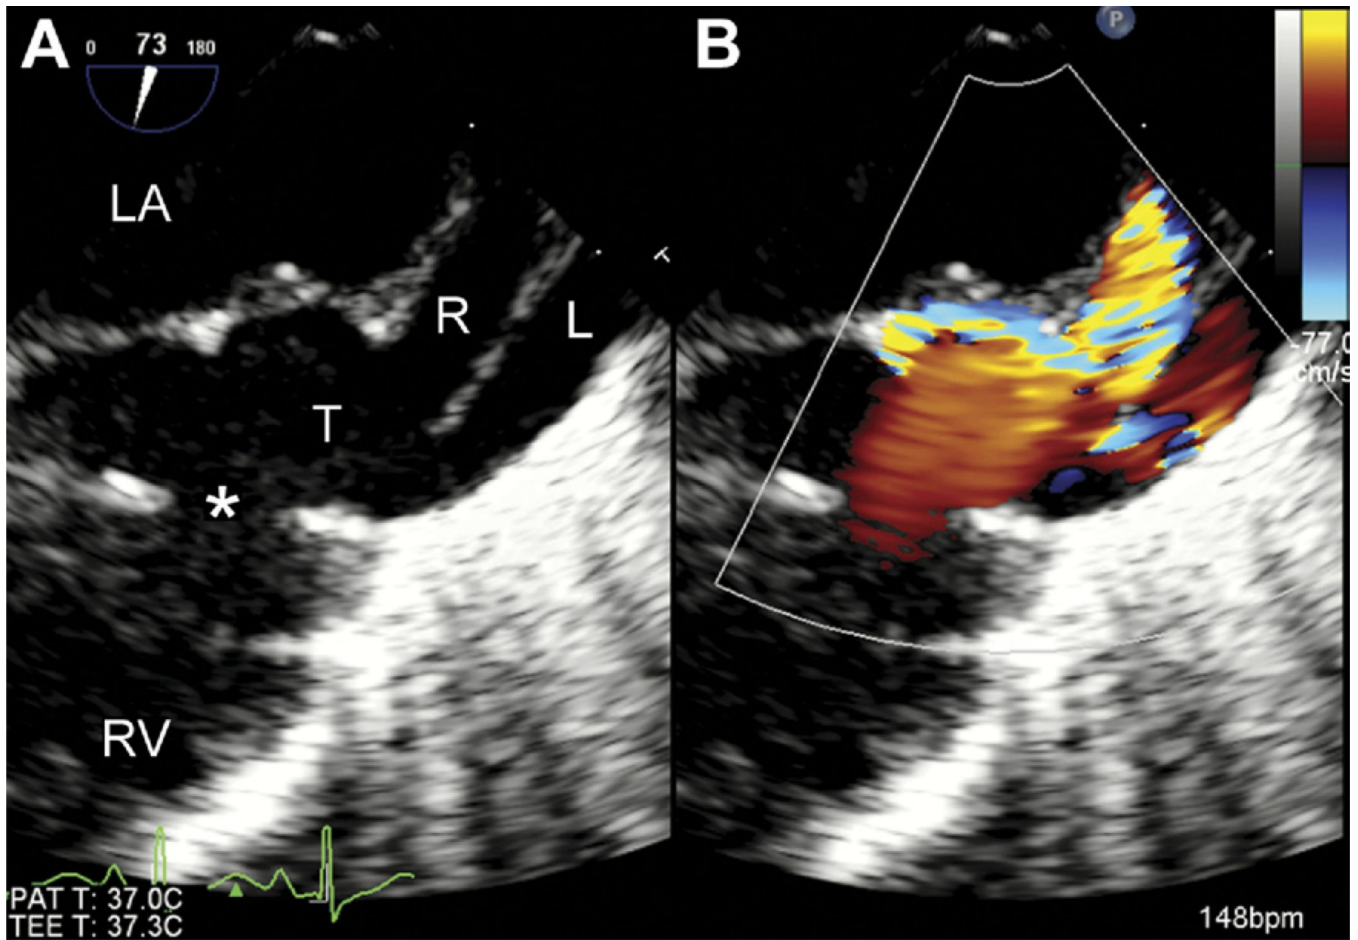 A
0 73 180
LA
R
L
T
*
RV
PAT T: 37.0C
TEE T: 37.3C
B
P
-77.0
cm/s
148bpm